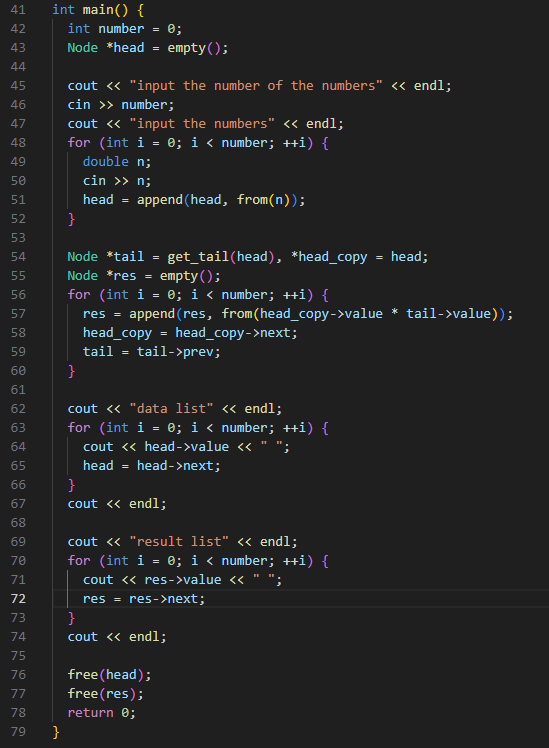 41 int main() {
42 int number = 0;
43 Node *head = empty();
44
45 cout << "input the number of the numbers" << endl;
46 cin >> number;
47 cout << "input the numbers" << endl;
48 for (int i = 0; i < number; ++i) {
49 double n;
50 cin >> n;
51 head = append(head, from(n));
52 }
53
54 Node *tail = get_tail(head), *head_copy = head;
55 Node *res = empty();
56 for (int i = 0; i < number; ++i) {
57 res = append(res, from(head_copy->value * tail->value));
58 head_copy = head_copy->next;
59 tail = tail->prev;
60 }
61
62 cout << "data list" << endl;
63 for (int i = 0; i < number; ++i) {
64 cout << head->value << " ";
65 head = head->next;
66 }
67 cout << endl;
68
69 cout << "result list" << endl;
70 for (int i = 0; i < number; ++i) {
71 cout << res->value << " ";
72 res = res->next;
73 }
74 cout << endl;
75
76 free(head);
77 free(res);
78 return 0;
79 }